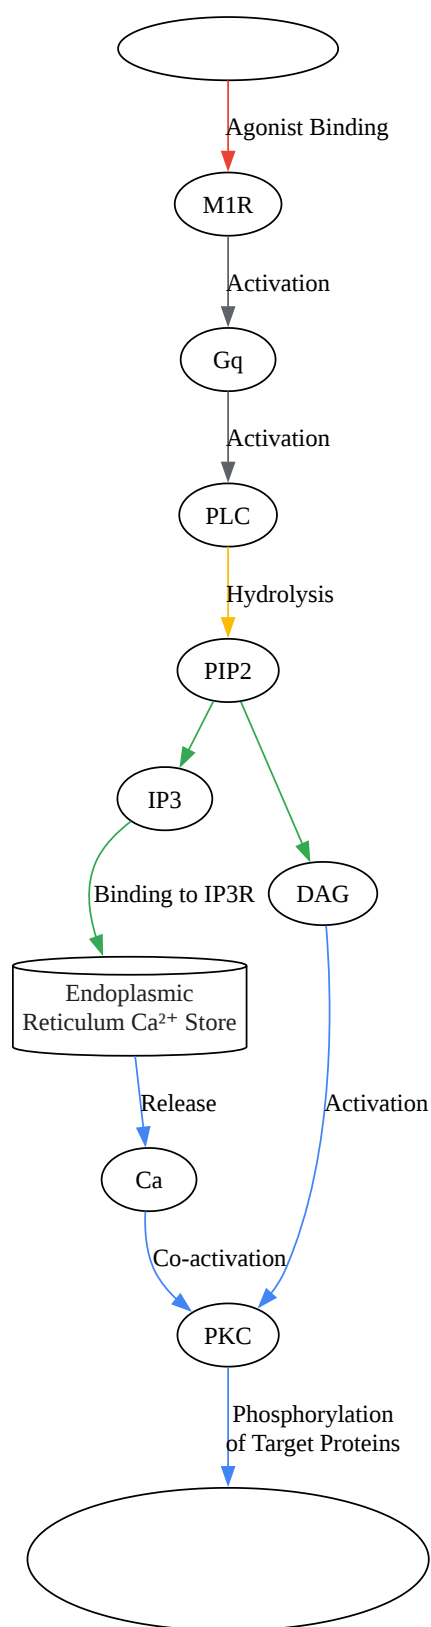 Agonist Binding
M1R
Activation
Gq
Activation
PLC
Hydrolysis
PIP2
IP3
Binding to IP3R
DAG
Endoplasmic
Reticulum Ca²⁺ Store
Release
Activation
Ca
Co-activation
PKC
Phosphorylation
of Target Proteins